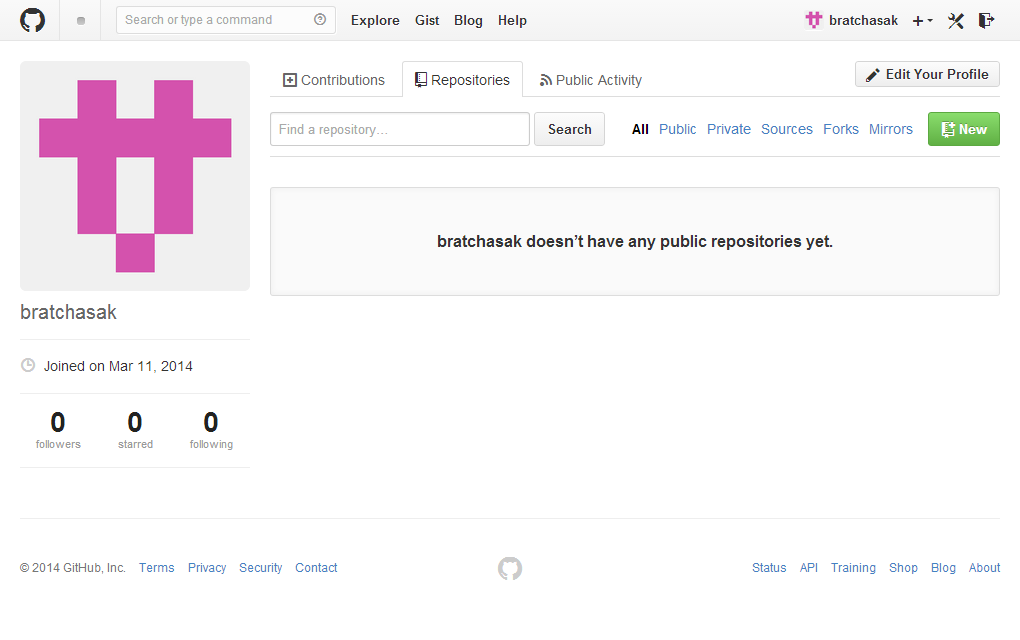 Search or type a command Explore Gist Blog Help bratchasak
Contributions Repositories Public Activity Edit Your Profile
Find a repository... Search All Public Private Sources Forks Mirrors New
bratchasak doesn't have any public repositories yet.
bratchasak
Joined on Mar 11, 2014
0 0 0
followers starred following
© 2014 GitHub, Inc. Terms Privacy Security Contact Status API Training Shop Blog About